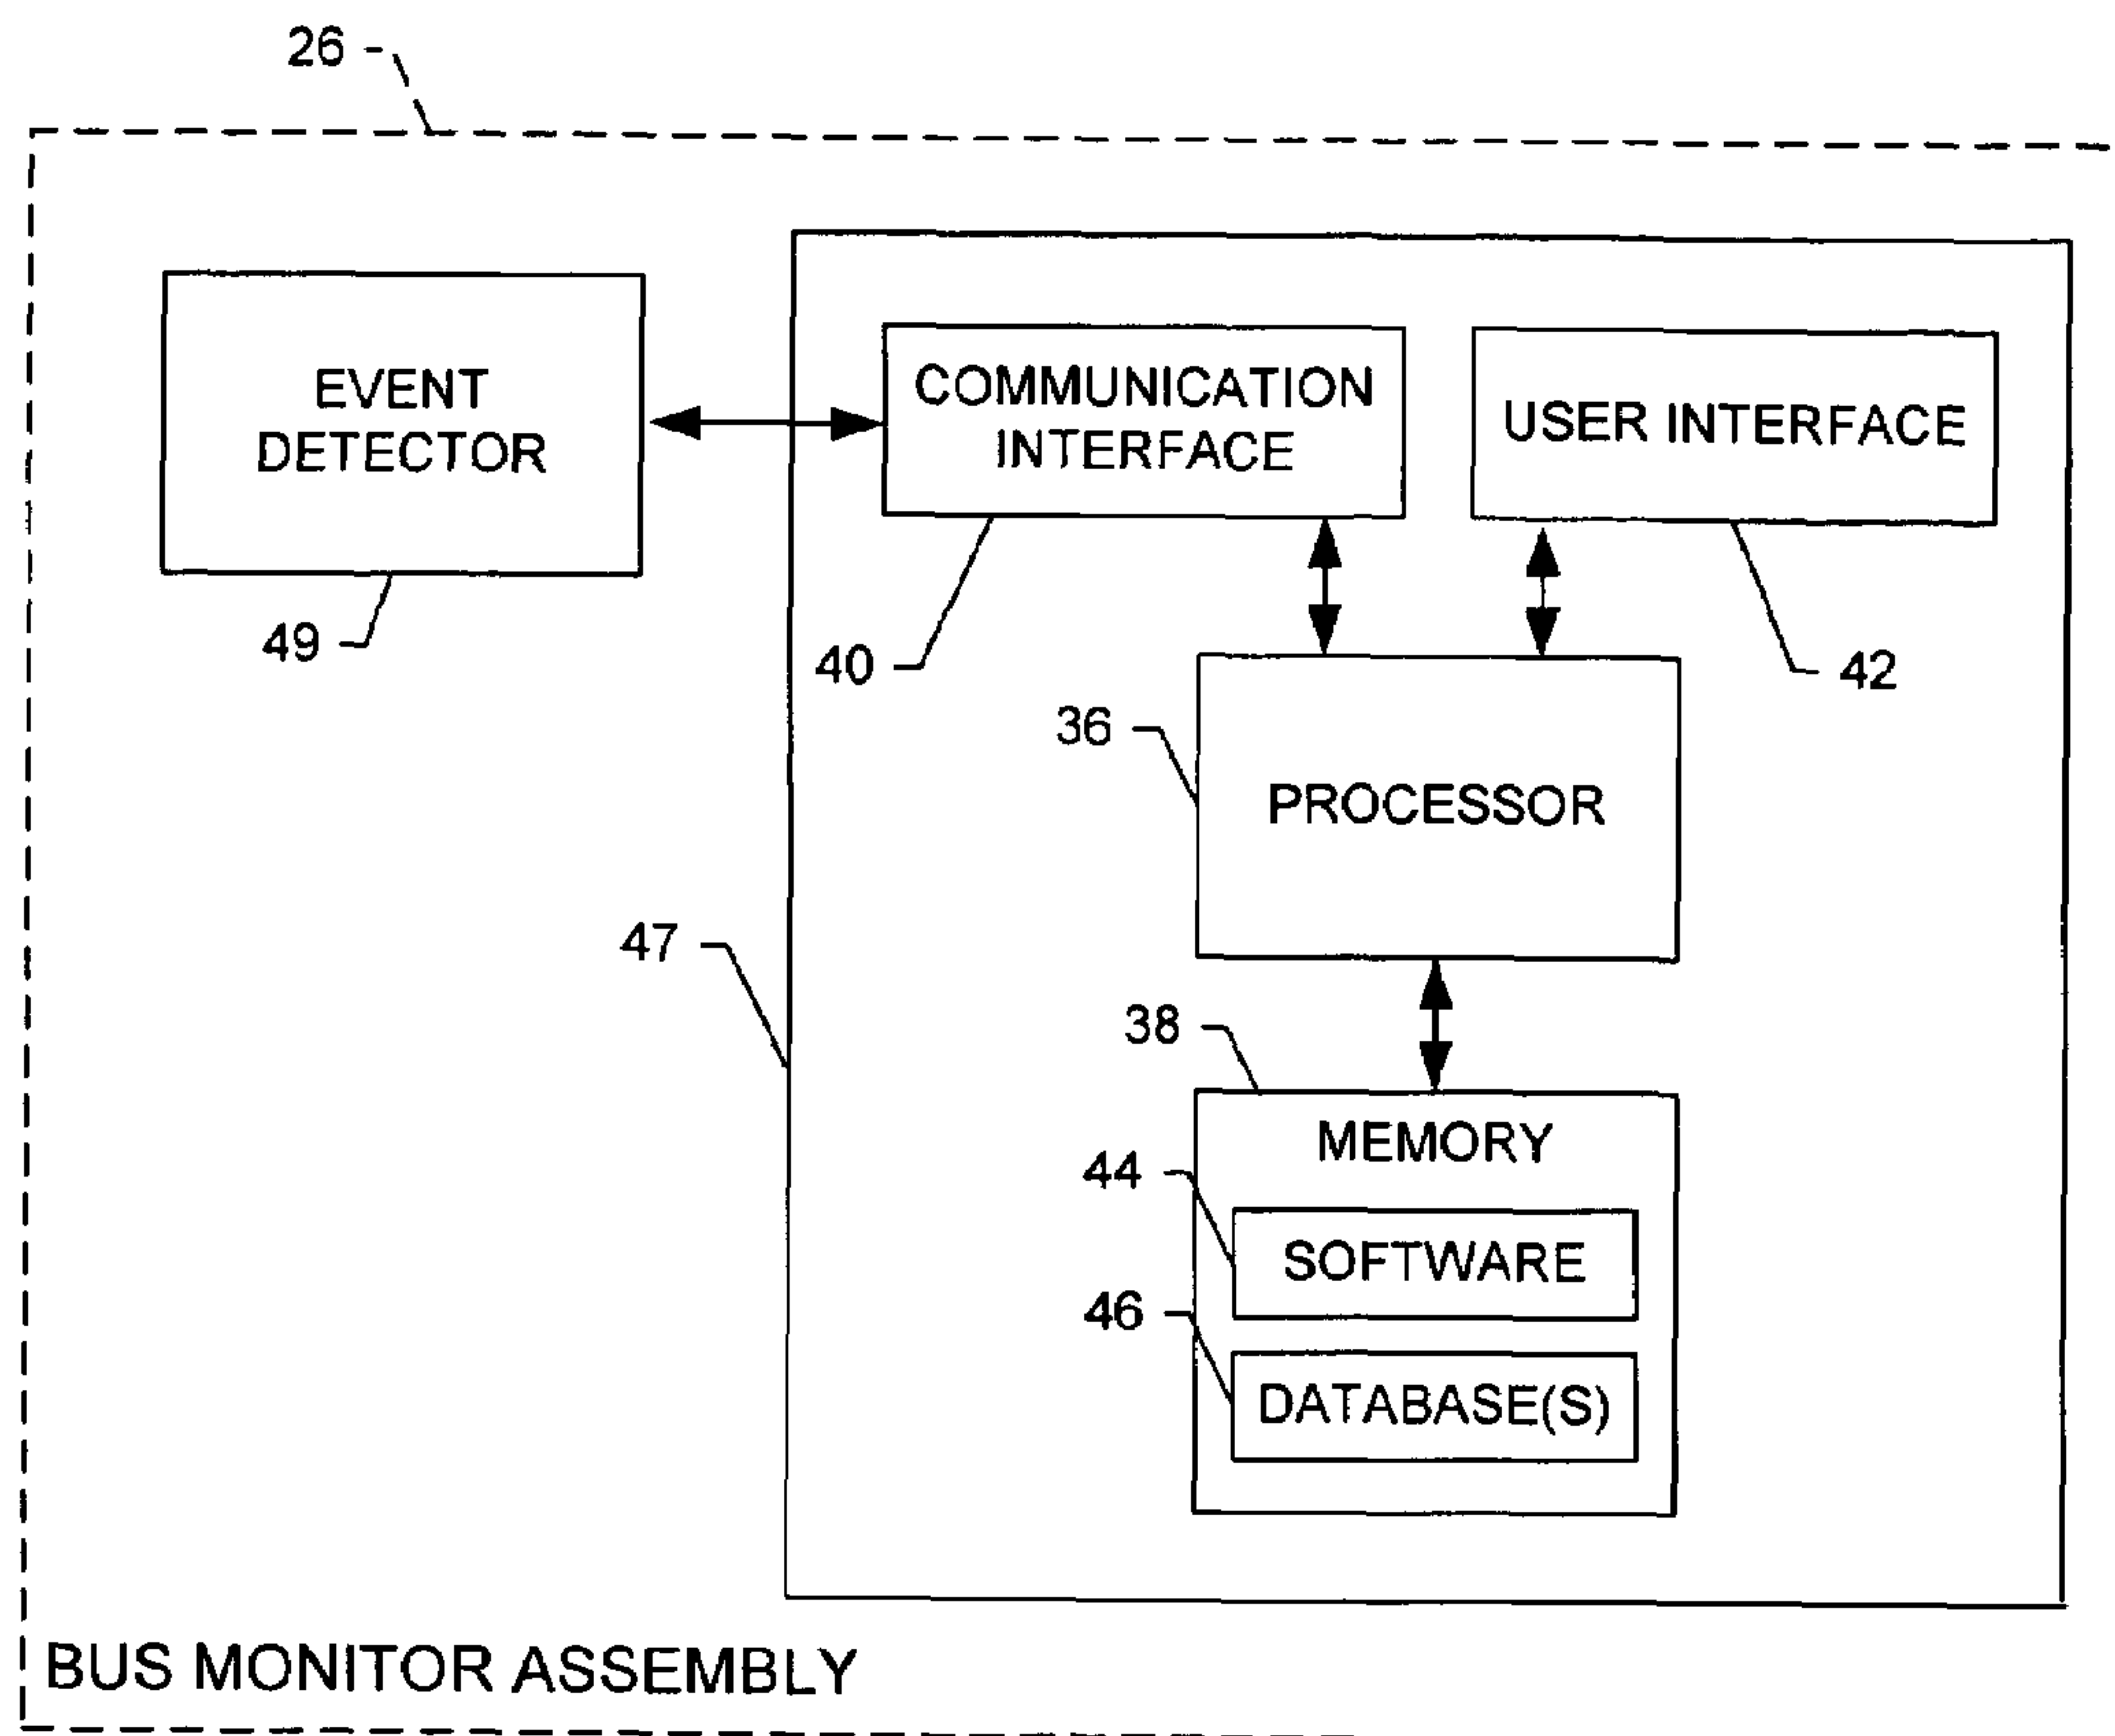 26
EVENT
DETECTOR
COMMUNICATION
INTERFACE
USER INTERFACE
49
40
42
36
PROCESSOR
47
38
MEMORY
44
SOFTWARE
46
DATABASE(S)
BUS MONITOR ASSEMBLY